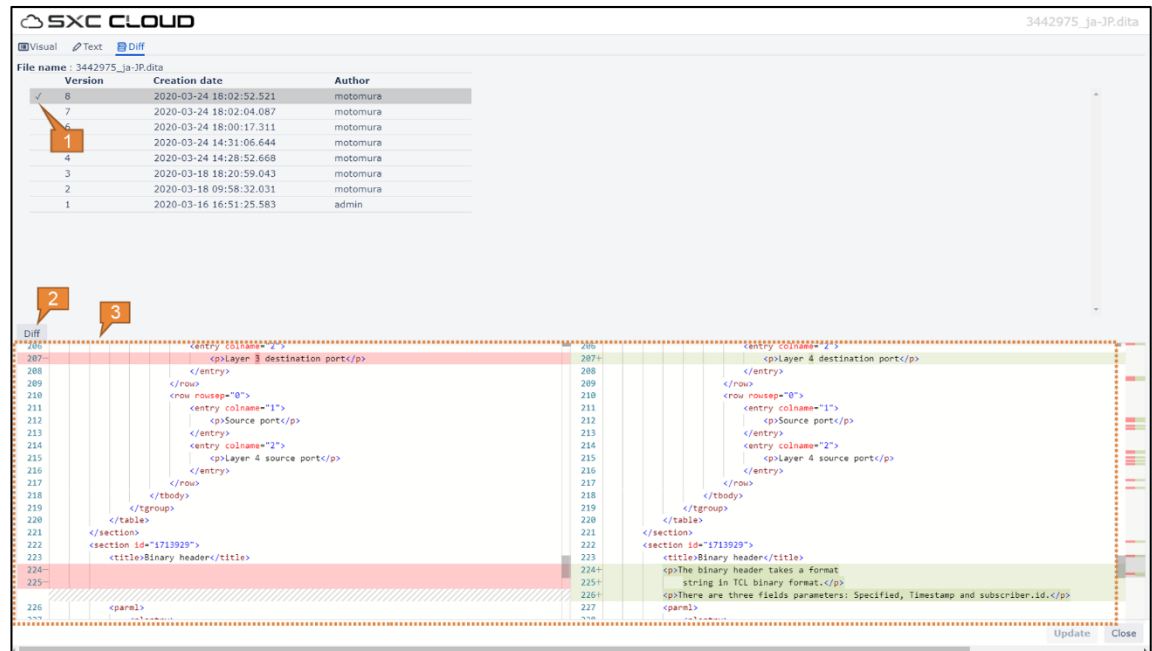 SXC CLOUD
3442975_ja-JP.dita
Visual Text Diff
File name : 3442975_ja-JP.dita
Version Creation date Author
✓ 8 2020-03-24 18:02:52.521 motomura
7 2020-03-24 18:02:04.087 motomura
6 2020-03-24 18:00:17.311 motomura
1
2020-03-24 14:31:06.644 motomura
4 2020-03-24 14:28:52.668 motomura
3 2020-03-18 18:20:59.043 motomura
2 2020-03-18 09:58:32.031 motomura
1 2020-03-16 16:51:25.583 admin
2
3
Diff
206 <entry colname="2"> 206 <entry colname="2">
207- <p>Layer 3 destination port</p> 207+ <p>Layer 4 destination port</p>
208 </entry> 208 </entry>
209 </row> 209 </row>
210 <row rowsep="0"> 210 <row rowsep="0">
211 <entry colname="1"> 211 <entry colname="1">
212 <p>Source port</p> 212 <p>Source port</p>
213 </entry> 213 </entry>
214 <entry colname="2"> 214 <entry colname="2">
215 <p>Layer 4 source port</p> 215 <p>Layer 4 source port</p>
216 </entry> 216 </entry>
217 </row> 217 </row>
218 </tbody> 218 </tbody>
219 </tgroup> 219 </tgroup>
220 </table> 220 </table>
221 </section> 221 </section>
222 <section id="i713929"> 222 <section id="i713929">
223 <title>Binary header</title> 223 <title>Binary header</title>
224- 224+ <p>The binary header takes a format
225- 225+ string in TCL binary format.</p>
226+ <p>There are three fields parameters: Specified, Timestamp and subscriber.id.</p>
226 <parml> 227 <parml>
Update Close